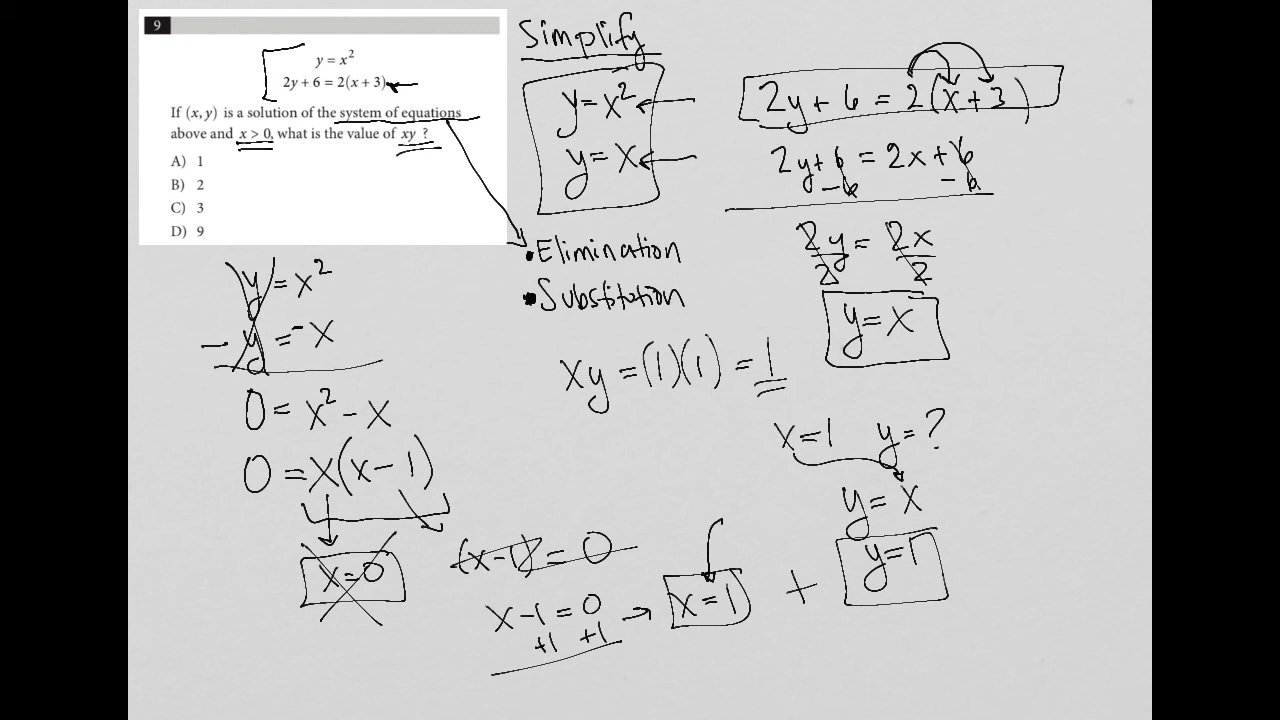 9
y = x²
2y + 6 = 2(x + 3)
If (x, y) is a solution of the system of equations
above and x > 0, what is the value of xy ?
A) 1
B) 2
C) 3
D) 9
Simplify
y = x²
y = x
• Elimination
• Substitution
2y + 6 = 2(x + 3)
2y + 6 = 2x + 6
- 6 - 6
2y = 2x
2 2
y = x
y = x²
- y = - x
0 = x² - x
0 = x(x - 1)
x = 0
(x - 1) = 0
x - 1 = 0
+1 +1
x = 1
+
xy = (1)(1) = 1
x = 1 y = ?
y = x
y = 1